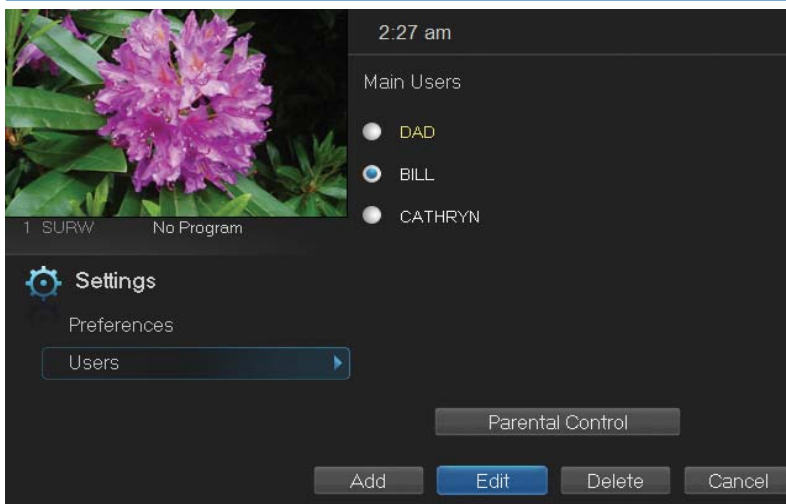 2:27 am
Main Users
DAD
BILL
CATHRYN
1 SURW No Program
Settings
Preferences
Users
Parental Control
Add Edit Delete Cancel